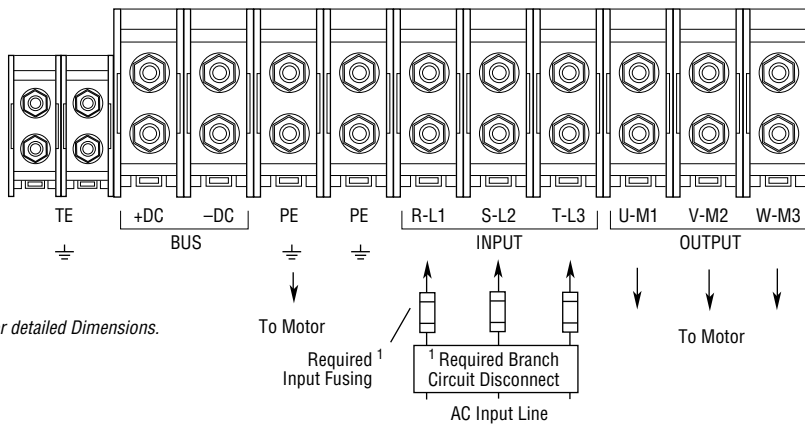 TE +DC –DC PE PE R-L1 S-L2 T-L3 U-M1 V-M2 W-M3
BUS INPUT OUTPUT
r detailed Dimensions.
To Motor
To Motor
Required 1
Input Fusing
1 Required Branch
Circuit Disconnect
AC Input Line